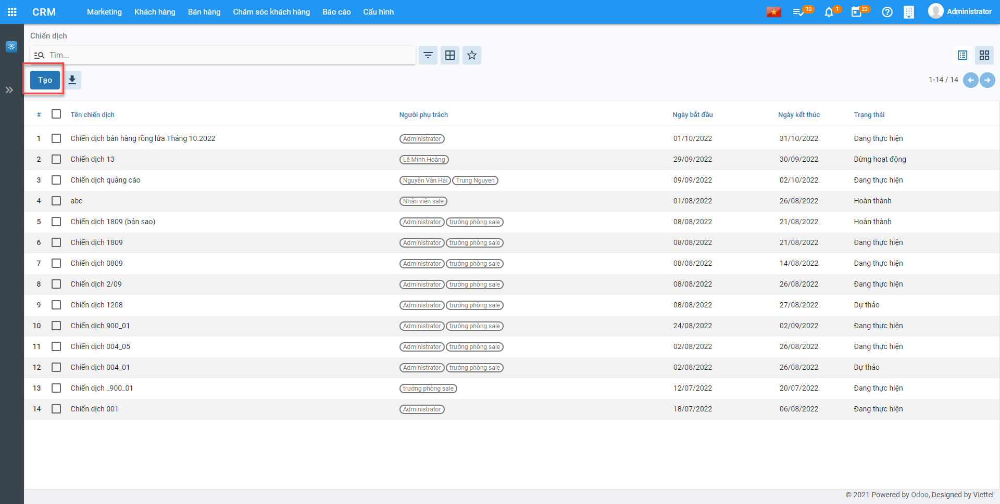 CRM Marketing Khách hàng Bán hàng Chăm sóc khách hàng Báo cáo Cấu hình 10 1 23 Administrator
Chiến dịch
Tìm...
Tạo 1-14 / 14
# Tên chiến dịch Người phụ trách Ngày bắt đầu Ngày kết thúc Trạng thái
1 Chiến dịch bán hàng rồng lửa Tháng 10.2022 Administrator 01/10/2022 31/10/2022 Đang thực hiện
2 Chiến dịch 13 Lê Minh Hoàng 29/09/2022 30/09/2022 Dừng hoạt động
3 Chiến dịch quảng cáo Nguyễn Văn Hải Trung Nguyen 09/09/2022 02/10/2022 Đang thực hiện
4 abc Nhân viên sale 01/08/2022 26/08/2022 Hoàn thành
5 Chiến dịch 1809 (bản sao) Administrator trưởng phòng sale 08/08/2022 21/08/2022 Hoàn thành
6 Chiến dịch 1809 Administrator trưởng phòng sale 08/08/2022 21/08/2022 Đang thực hiện
7 Chiến dịch 0809 Administrator trưởng phòng sale 08/08/2022 14/08/2022 Đang thực hiện
8 Chiến dịch 2/09 Administrator trưởng phòng sale 08/08/2022 26/08/2022 Đang thực hiện
9 Chiến dịch 1208 Administrator trưởng phòng sale 08/08/2022 27/08/2022 Dự thảo
10 Chiến dịch 900_01 Administrator trưởng phòng sale 24/08/2022 02/09/2022 Đang thực hiện
11 Chiến dịch 004_05 Administrator trưởng phòng sale 02/08/2022 26/08/2022 Đang thực hiện
12 Chiến dịch 004_01 Administrator trưởng phòng sale 02/08/2022 26/08/2022 Dự thảo
13 Chiến dịch _900_01 trưởng phòng sale 12/07/2022 20/07/2022 Đang thực hiện
14 Chiến dịch 001 Administrator 18/07/2022 06/08/2022 Đang thực hiện
© 2021 Powered by Odoo, Designed by Viettel